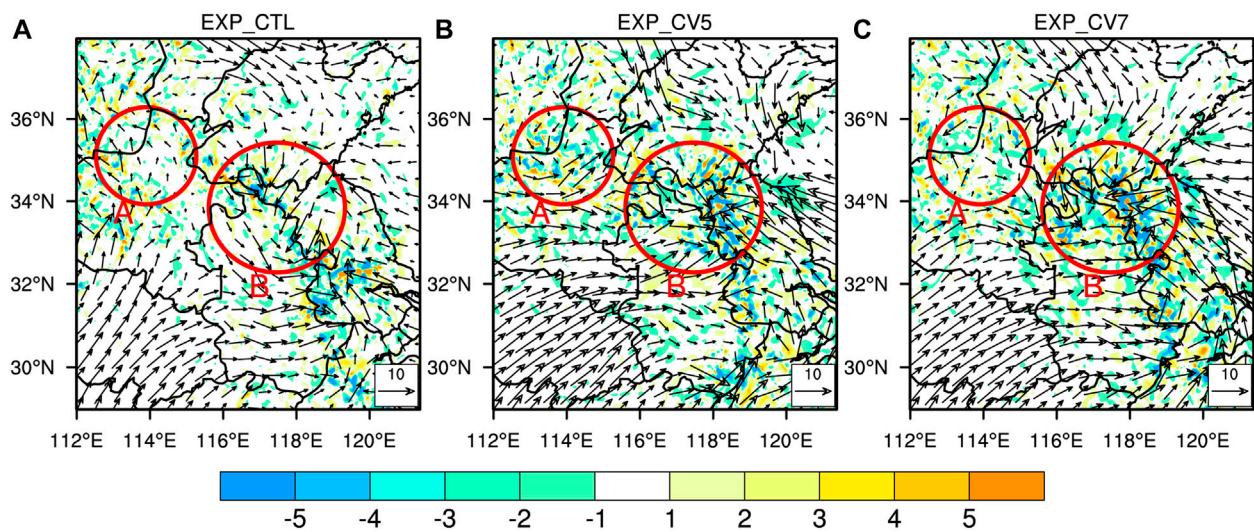 A EXP_CTL B EXP_CV5 C EXP_CV7
36°N 36°N 36°N
A A A
34°N 34°N 34°N
B B B
32°N 32°N 32°N
30°N 30°N 30°N
10 10 10
112°E 114°E 116°E 118°E 120°E 112°E 114°E 116°E 118°E 120°E 112°E 114°E 116°E 118°E 120°E
-5 -4 -3 -2 -1 1 2 3 4 5